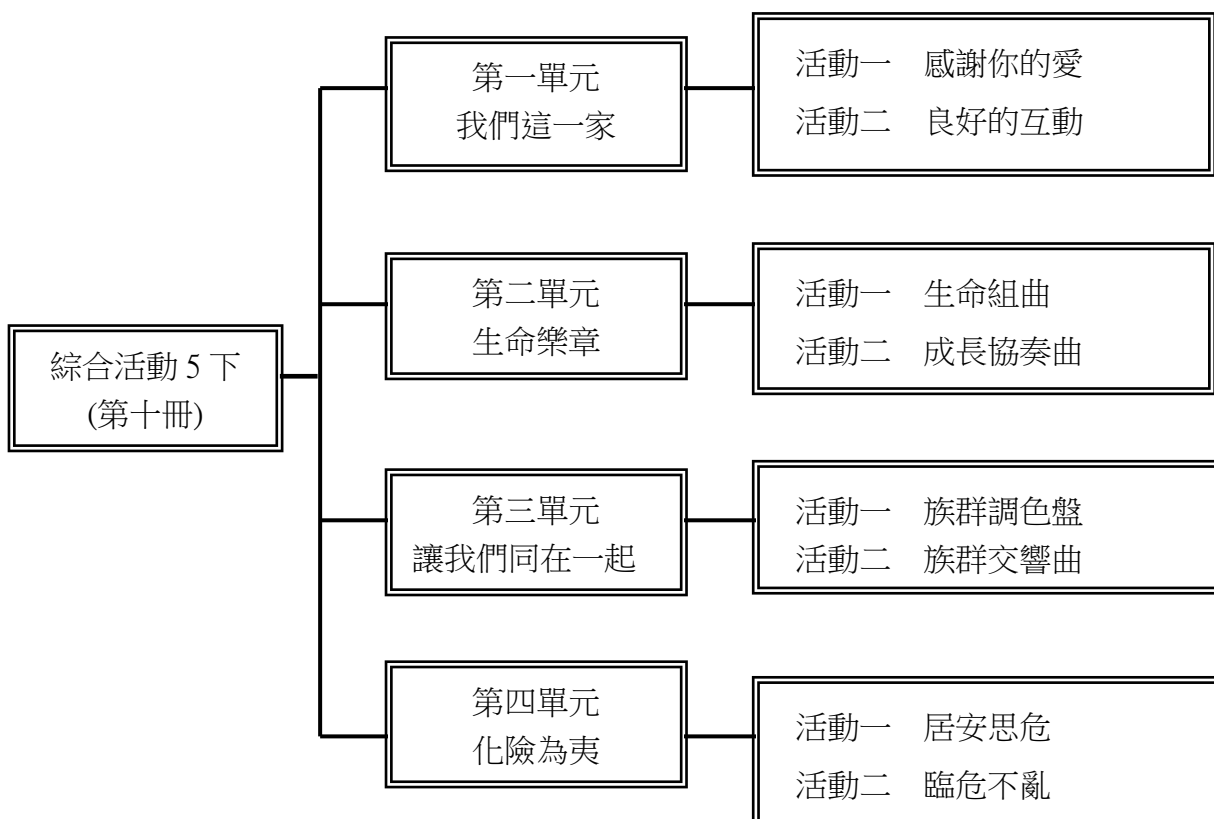 綜合活動 5 下
(第十冊)
第一單元
我們這一家
活動一　感謝你的愛
活動二　良好的互動
第二單元
生命樂章
活動一　生命組曲
活動二　成長協奏曲
第三單元
讓我們同在一起
活動一　族群調色盤
活動二　族群交響曲
第四單元
化險為夷
活動一　居安思危
活動二　臨危不亂